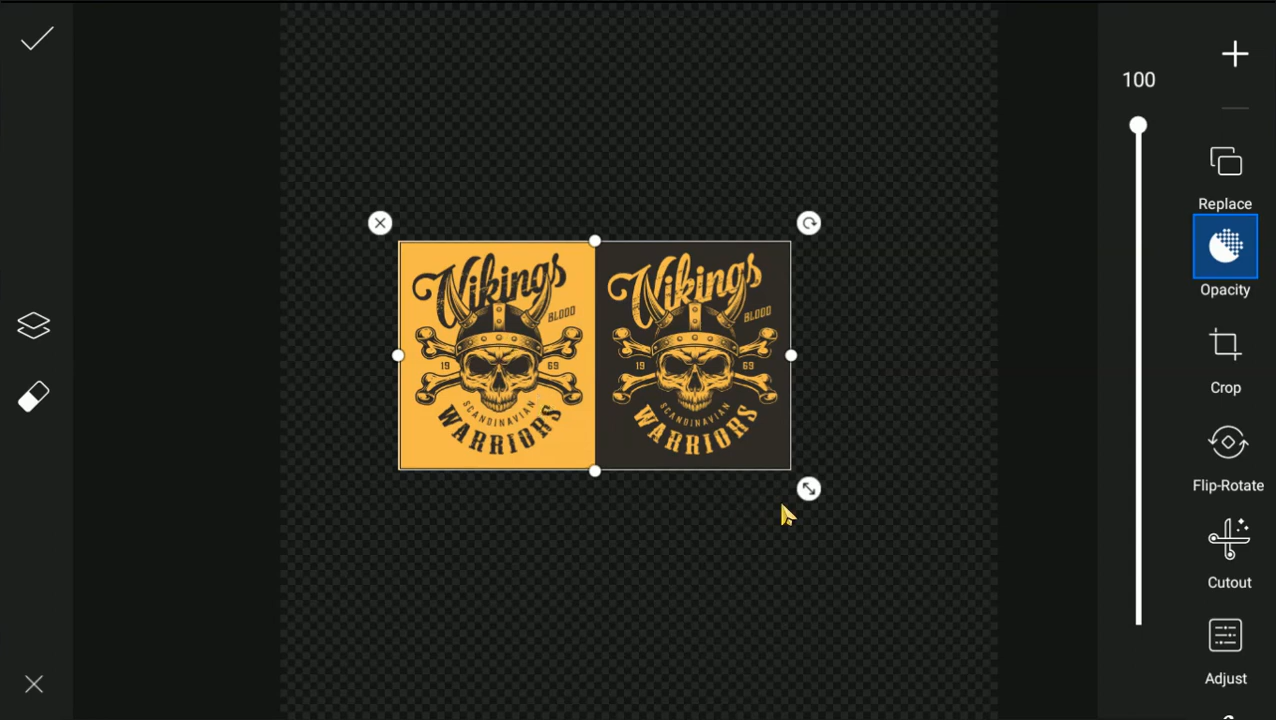 100
Replace
Opacity
Crop
Flip-Rotate
Cutout
Adjust
Vikings
BLOOD
19 69
SCANDINAVIAN
WARRIORS
Vikings
BLOOD
19 69
SCANDINAVIAN
WARRIORS